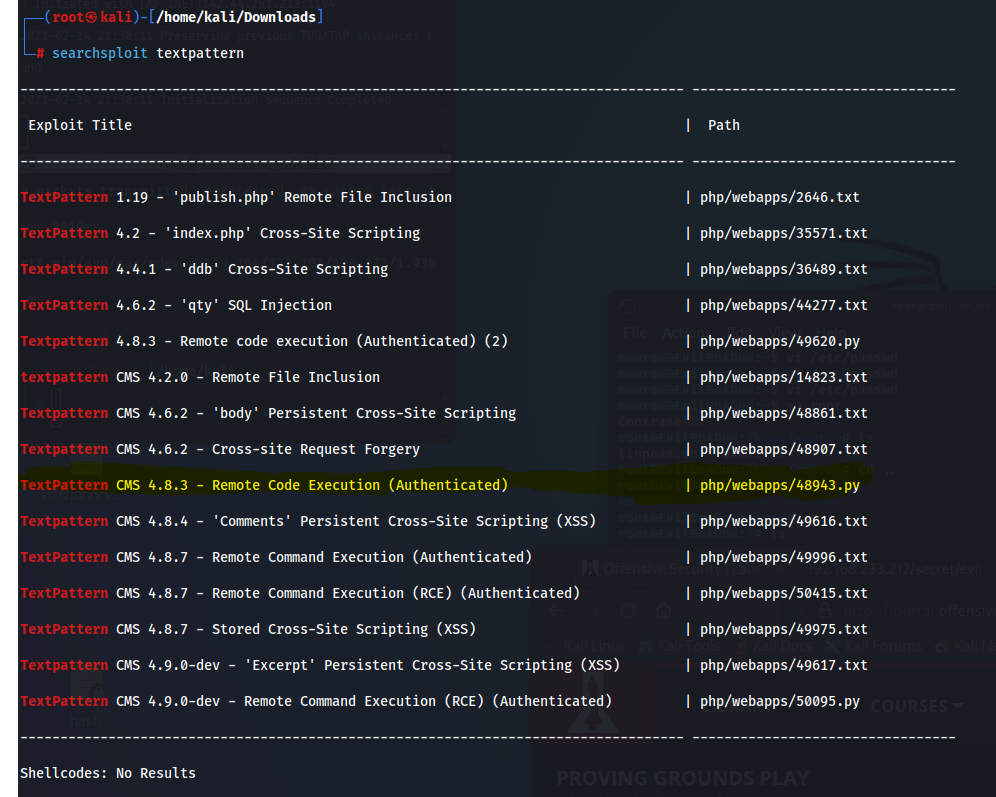 ┌──(root㉿kali)-[/home/kali/Downloads]
└─# searchsploit textpattern
----------------------------------------------------------------------------------- ---------------------------------
Exploit Title | Path
----------------------------------------------------------------------------------- ---------------------------------
TextPattern 1.19 - 'publish.php' Remote File Inclusion | php/webapps/2646.txt
TextPattern 4.2 - 'index.php' Cross-Site Scripting | php/webapps/35571.txt
TextPattern 4.4.1 - 'ddb' Cross-Site Scripting | php/webapps/36489.txt
TextPattern 4.6.2 - 'qty' SQL Injection | php/webapps/44277.txt
Textpattern 4.8.3 - Remote code execution (Authenticated) (2) | php/webapps/49620.py
textpattern CMS 4.2.0 - Remote File Inclusion | php/webapps/14823.txt
Textpattern CMS 4.6.2 - 'body' Persistent Cross-Site Scripting | php/webapps/48861.txt
Textpattern CMS 4.6.2 - Cross-site Request Forgery | php/webapps/48907.txt
Textpattern CMS 4.8.3 - Remote Code Execution (Authenticated) | php/webapps/48943.py
Textpattern CMS 4.8.4 - 'Comments' Persistent Cross-Site Scripting (XSS) | php/webapps/49616.txt
TextPattern CMS 4.8.7 - Remote Command Execution (Authenticated) | php/webapps/49996.txt
TextPattern CMS 4.8.7 - Remote Command Execution (RCE) (Authenticated) | php/webapps/50415.txt
TextPattern CMS 4.8.7 - Stored Cross-Site Scripting (XSS) | php/webapps/49975.txt
Textpattern CMS 4.9.0-dev - 'Excerpt' Persistent Cross-Site Scripting (XSS) | php/webapps/49617.txt
TextPattern CMS 4.9.0-dev - Remote Command Execution (RCE) (Authenticated) | php/webapps/50095.py
----------------------------------------------------------------------------------- ---------------------------------
Shellcodes: No Results
COURSES
PROVING GROUNDS PLAY